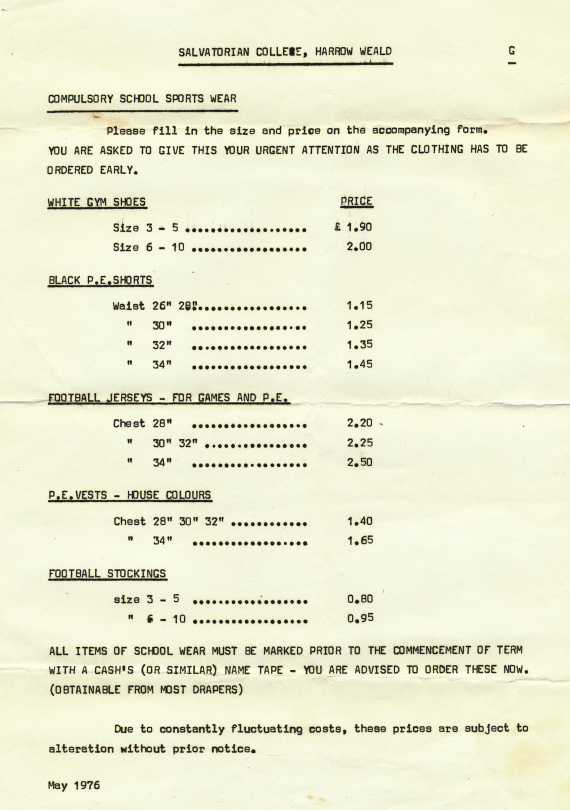 SALVATORIAN COLLEGE, HARROW WEALD G
COMPULSORY SCHOOL SPORTS WEAR
Please fill in the size and price on the accompanying form.
YOU ARE ASKED TO GIVE THIS YOUR URGENT ATTENTION AS THE CLOTHING HAS TO BE
ORDERED EARLY.
WHITE GYM SHOES PRICE
Size 3 - 5 .................. £ 1.90
Size 6 - 10 ................. 2.00
BLACK P.E.SHORTS
Waist 26" 28"................. 1.15
" 30" ................. 1.25
" 32" ................. 1.35
" 34" ................. 1.45
FOOTBALL JERSEYS - FOR GAMES AND P.E.
Chest 28" ................. 2.20
" 30" 32" ............... 2.25
" 34" ................. 2.50
P.E.VESTS - HOUSE COLOURS
Chest 28" 30" 32" ............ 1.40
" 34" ................. 1.65
FOOTBALL STOCKINGS
size 3 - 5 ................. 0.80
" 6 - 10 ................. 0.95
ALL ITEMS OF SCHOOL WEAR MUST BE MARKED PRIOR TO THE COMMENCEMENT OF TERM
WITH A CASH'S (OR SIMILAR) NAME TAPE - YOU ARE ADVISED TO ORDER THESE NOW.
(OBTAINABLE FROM MOST DRAPERS)
Due to constantly fluctuating costs, these prices are subject to
alteration without prior notice.
May 1976